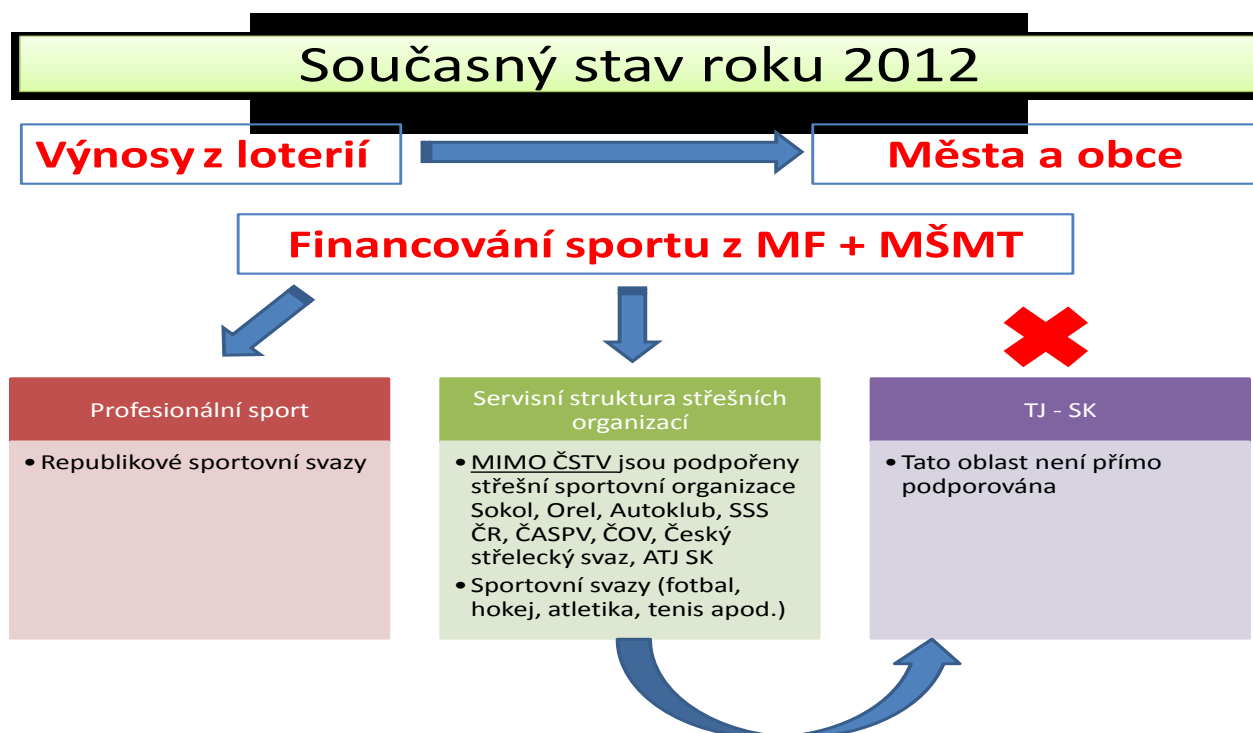 Současný stav roku 2012
Výnosy z loterií
Města a obce
Financování sportu z MF + MŠMT
Profesionální sport
• Republikové sportovní svazy
Servisní struktura střešních
organizací
• MIMO ČSTV jsou podpořeny
střešní sportovní organizace
Sokol, Orel, Autoklub, SSS
ČR, ČASPV, ČOV, Český
střelecký svaz, ATJ SK
• Sportovní svazy (fotbal,
hokej, atletika, tenis apod.)
TJ - SK
• Tato oblast není přímo
podporována